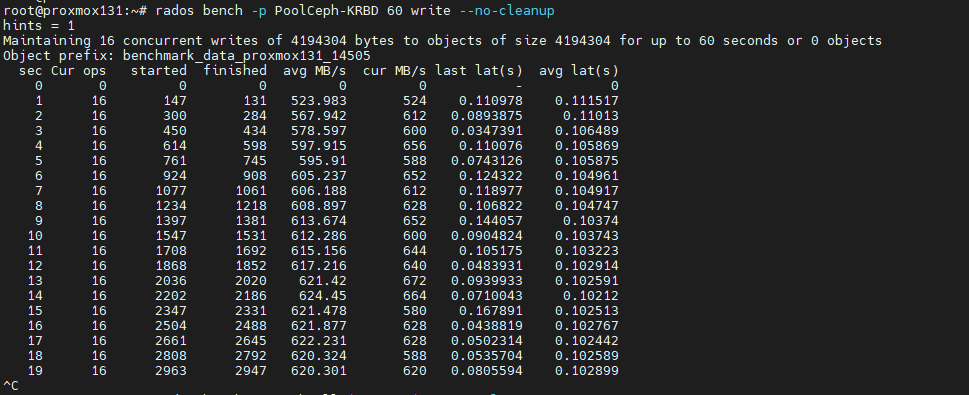 root@proxmox131:~# rados bench -p PoolCeph-KRBD 60 write --no-cleanup
hints = 1
Maintaining 16 concurrent writes of 4194304 bytes to objects of size 4194304 for up to 60 seconds or 0 objects
Object prefix: benchmark_data_proxmox131_14505
sec Cur ops started finished avg MB/s cur MB/s last lat(s) avg lat(s)
0 0 0 0 0 0 - 0
1 16 147 131 523.983 524 0.110978 0.111517
2 16 300 284 567.942 612 0.0893875 0.11013
3 16 450 434 578.597 600 0.0347391 0.106489
4 16 614 598 597.915 656 0.110076 0.105869
5 16 761 745 595.91 588 0.0743126 0.105875
6 16 924 908 605.237 652 0.124322 0.104961
7 16 1077 1061 606.188 612 0.118977 0.104917
8 16 1234 1218 608.897 628 0.106822 0.104747
9 16 1397 1381 613.674 652 0.144057 0.10374
10 16 1547 1531 612.286 600 0.0904824 0.103743
11 16 1708 1692 615.156 644 0.105175 0.103223
12 16 1868 1852 617.216 640 0.0483931 0.102914
13 16 2036 2020 621.42 672 0.0939933 0.102591
14 16 2202 2186 624.45 664 0.0710043 0.10212
15 16 2347 2331 621.478 580 0.167891 0.102513
16 16 2504 2488 621.877 628 0.0438819 0.102767
17 16 2661 2645 622.231 628 0.0502314 0.102442
18 16 2808 2792 620.324 588 0.0535704 0.102589
19 16 2963 2947 620.301 620 0.0805594 0.102899
^C